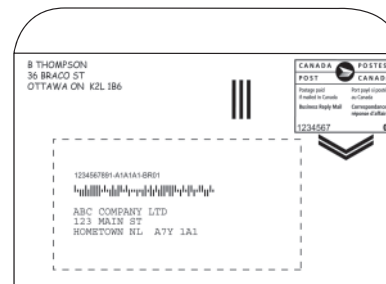 B THOMPSON
36 BRACO ST
OTTAWA ON K2L 1B6
CANADA POSTES
POST CANAD
Postage paid
if mailed in Canada
Business Reply Mail
Port payé si posté
au Canada
Correspondance
réponse d'affair
1234567
1234567891-A1A1A1-BR01
ABC COMPANY LTD
123 MAIN ST
HOMETOWN NL A7Y 1A1